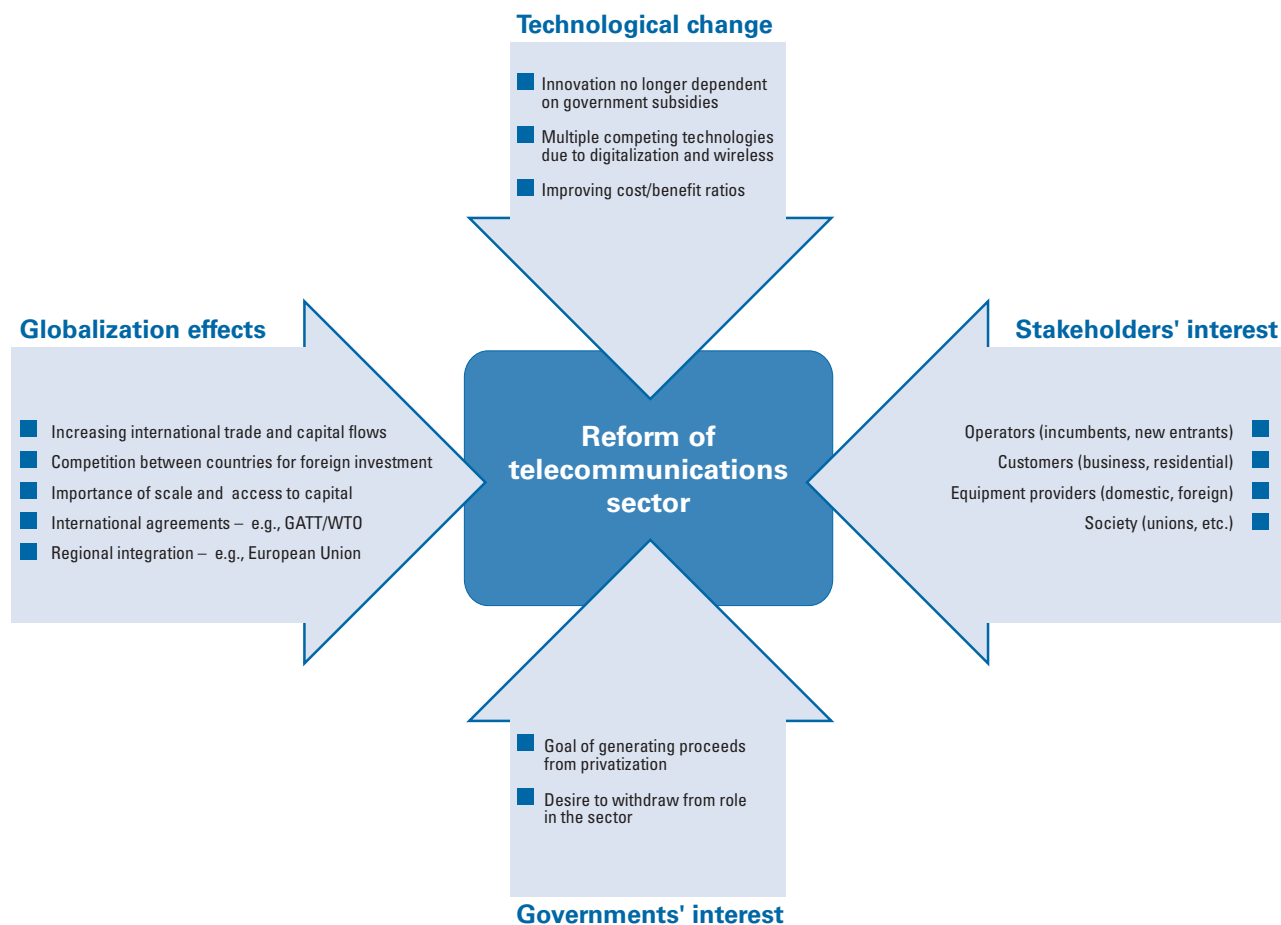 Technological change
Innovation no longer dependent
on government subsidies
Multiple competing technologies
due to digitalization and wireless
Improving cost/benefit ratios
Globalization effects
Increasing international trade and capital flows
Competition between countries for foreign investment
Importance of scale and access to capital
International agreements – e.g., GATT/WTO
Regional integration – e.g., European Union
Reform of
telecommunications
sector
Stakeholders' interest
Operators (incumbents, new entrants)
Customers (business, residential)
Equipment providers (domestic, foreign)
Society (unions, etc.)
Goal of generating proceeds
from privatization
Desire to withdraw from role
in the sector
Governments' interest